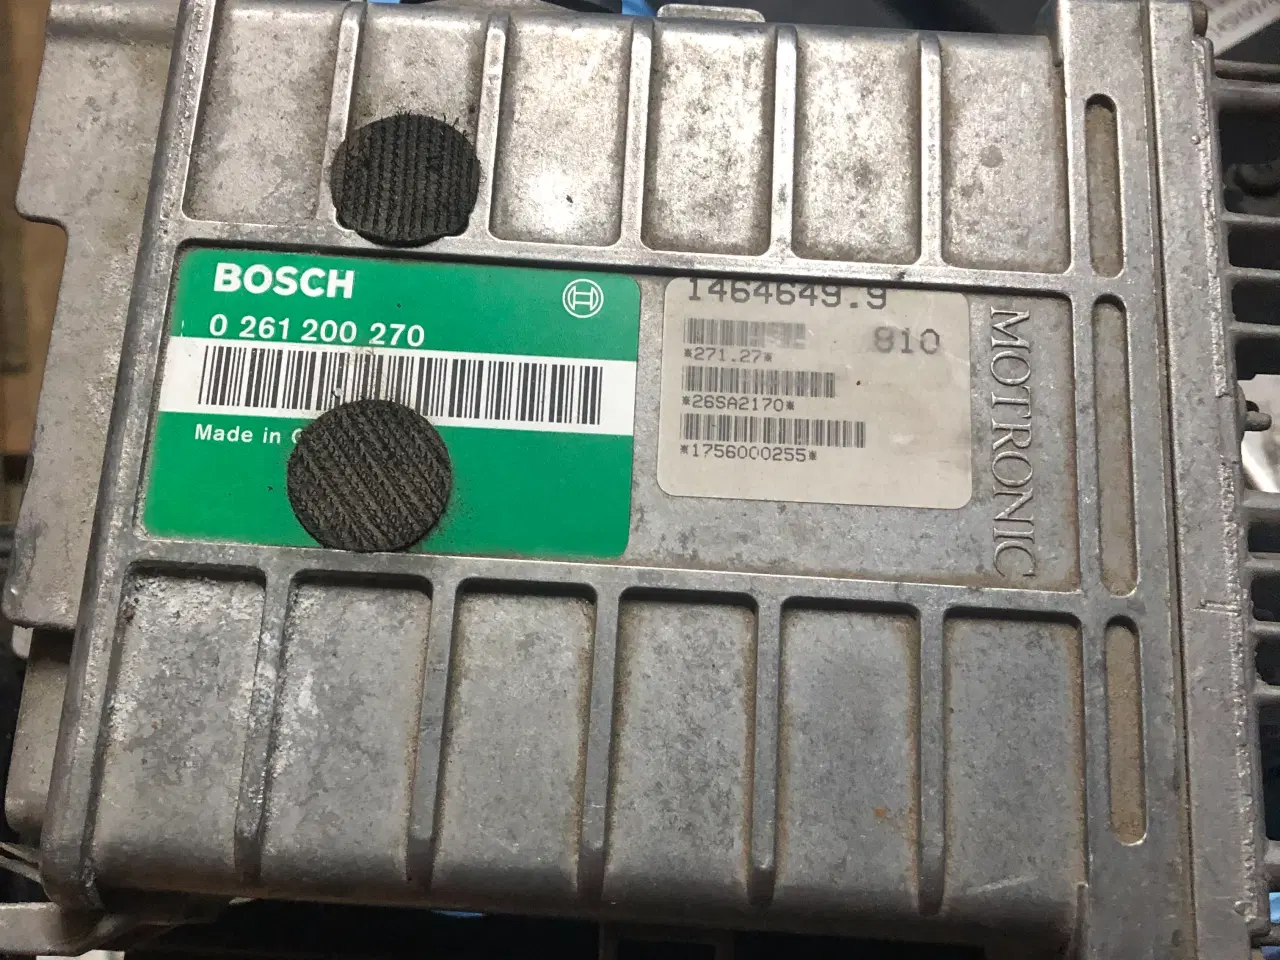 BOSCH
0 261 200 270
Made in
1464649.9
810
*271.27*
*26SA2170*
*1756000255*
MOTRONIC